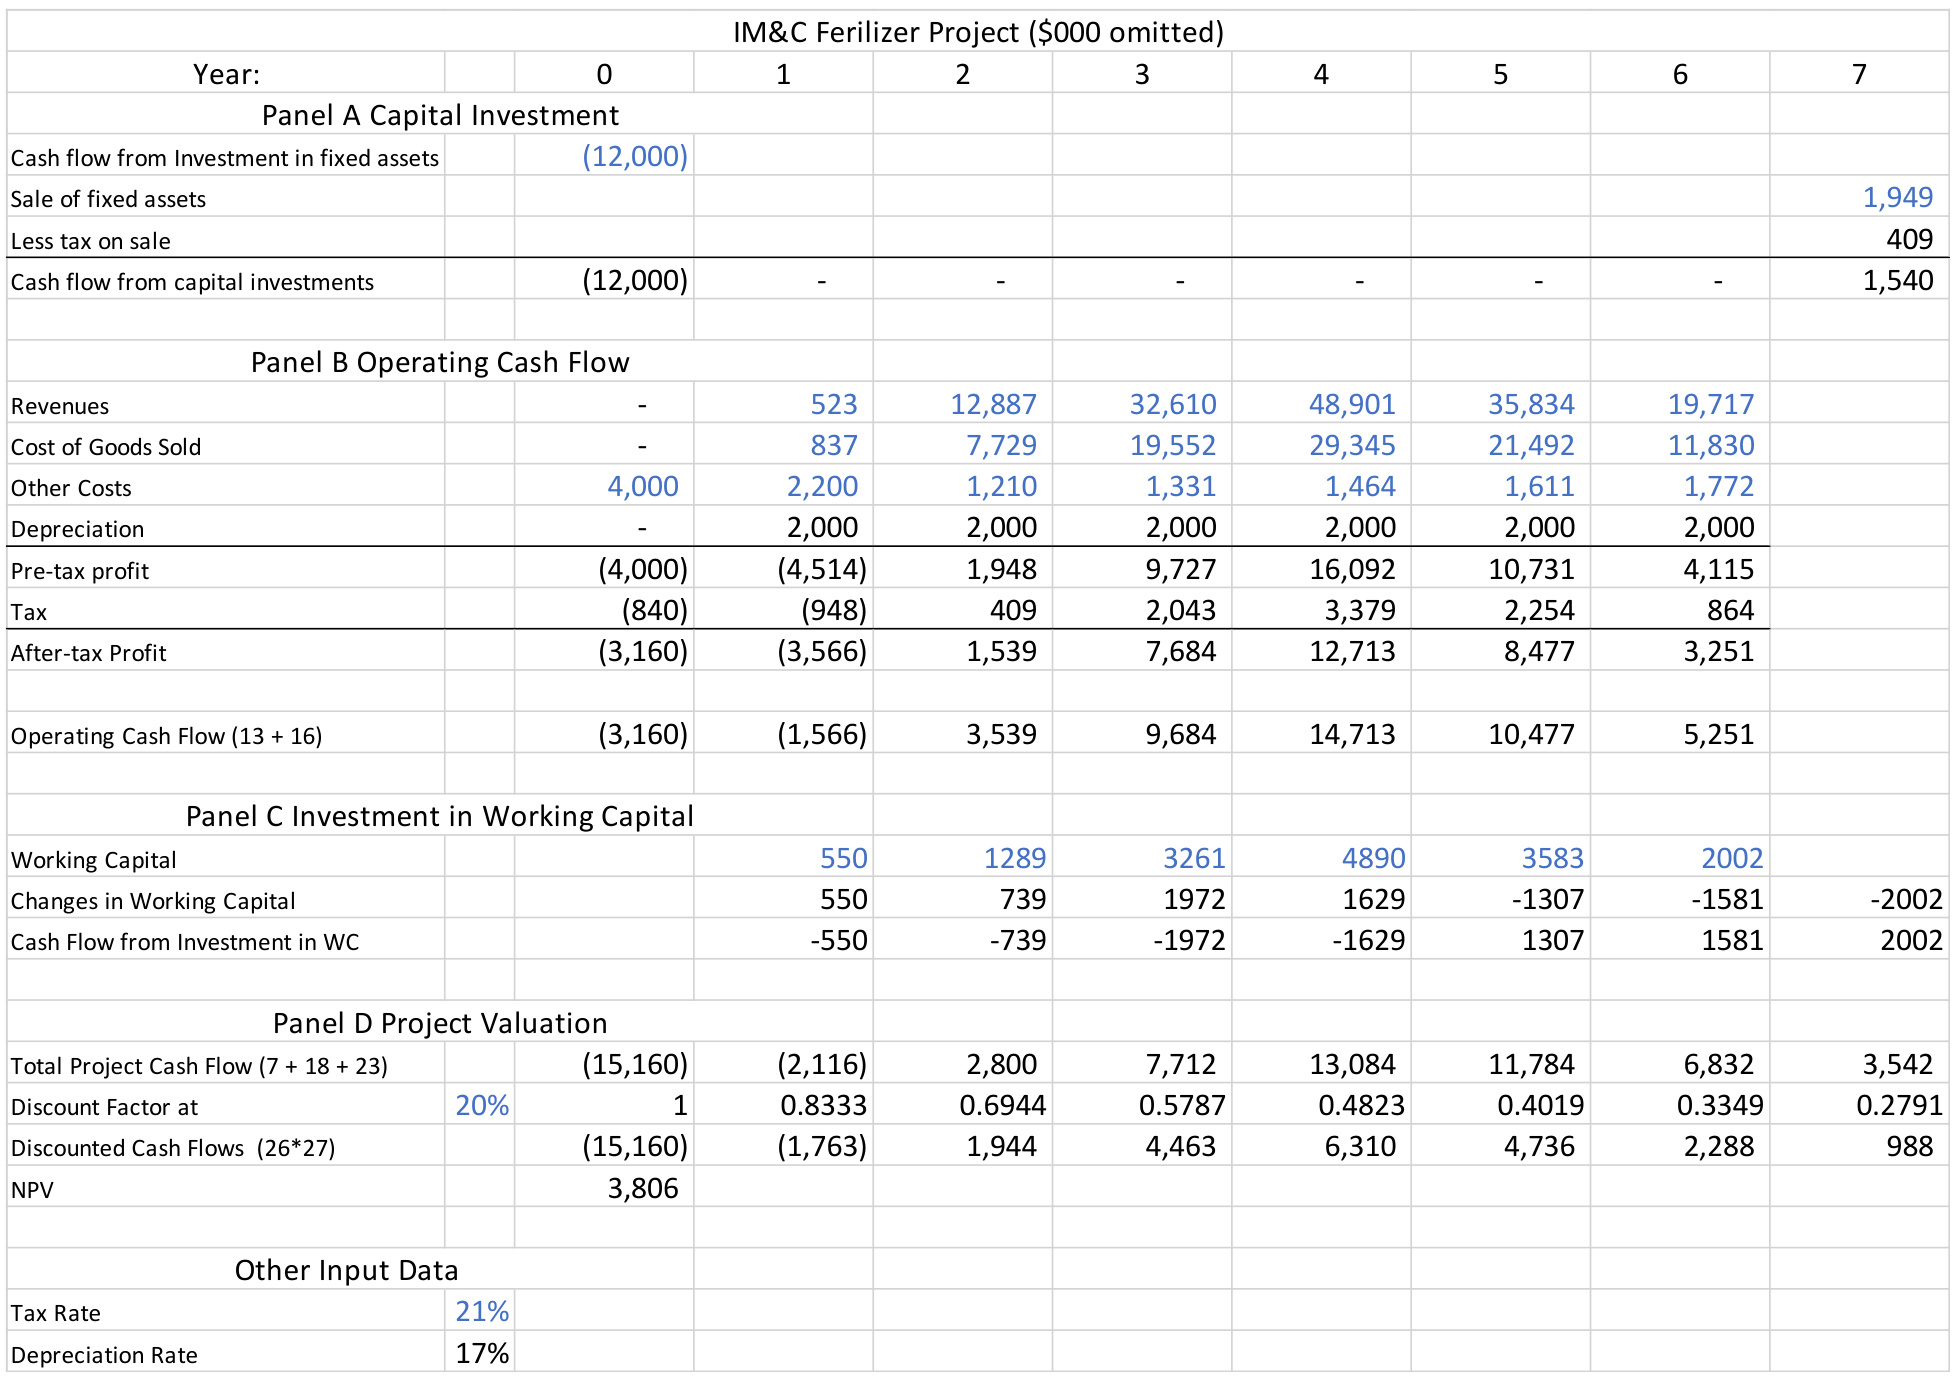 IM&C Ferilizer Project ($000 omitted)
Year: 0 1 2 3 4 5 6 7
Panel A Capital Investment
Cash flow from Investment in fixed assets (12,000)
Sale of fixed assets 1,949
Less tax on sale 409
Cash flow from capital investments (12,000) - - - - - - 1,540
Panel B Operating Cash Flow
Revenues - 523 12,887 32,610 48,901 35,834 19,717
Cost of Goods Sold - 837 7,729 19,552 29,345 21,492 11,830
Other Costs 4,000 2,200 1,210 1,331 1,464 1,611 1,772
Depreciation - 2,000 2,000 2,000 2,000 2,000 2,000
Pre-tax profit (4,000) (4,514) 1,948 9,727 16,092 10,731 4,115
Tax (840) (948) 409 2,043 3,379 2,254 864
After-tax Profit (3,160) (3,566) 1,539 7,684 12,713 8,477 3,251
Operating Cash Flow (13 + 16) (3,160) (1,566) 3,539 9,684 14,713 10,477 5,251
Panel C Investment in Working Capital
Working Capital 550 1289 3261 4890 3583 2002
Changes in Working Capital 550 739 1972 1629 -1307 -1581 -2002
Cash Flow from Investment in WC -550 -739 -1972 -1629 1307 1581 2002
Panel D Project Valuation
Total Project Cash Flow (7 + 18 + 23) (15,160) (2,116) 2,800 7,712 13,084 11,784 6,832 3,542
Discount Factor at 20% 1 0.8333 0.6944 0.5787 0.4823 0.4019 0.3349 0.2791
Discounted Cash Flows (26*27) (15,160) (1,763) 1,944 4,463 6,310 4,736 2,288 988
NPV 3,806
Other Input Data
Tax Rate 21%
Depreciation Rate 17%